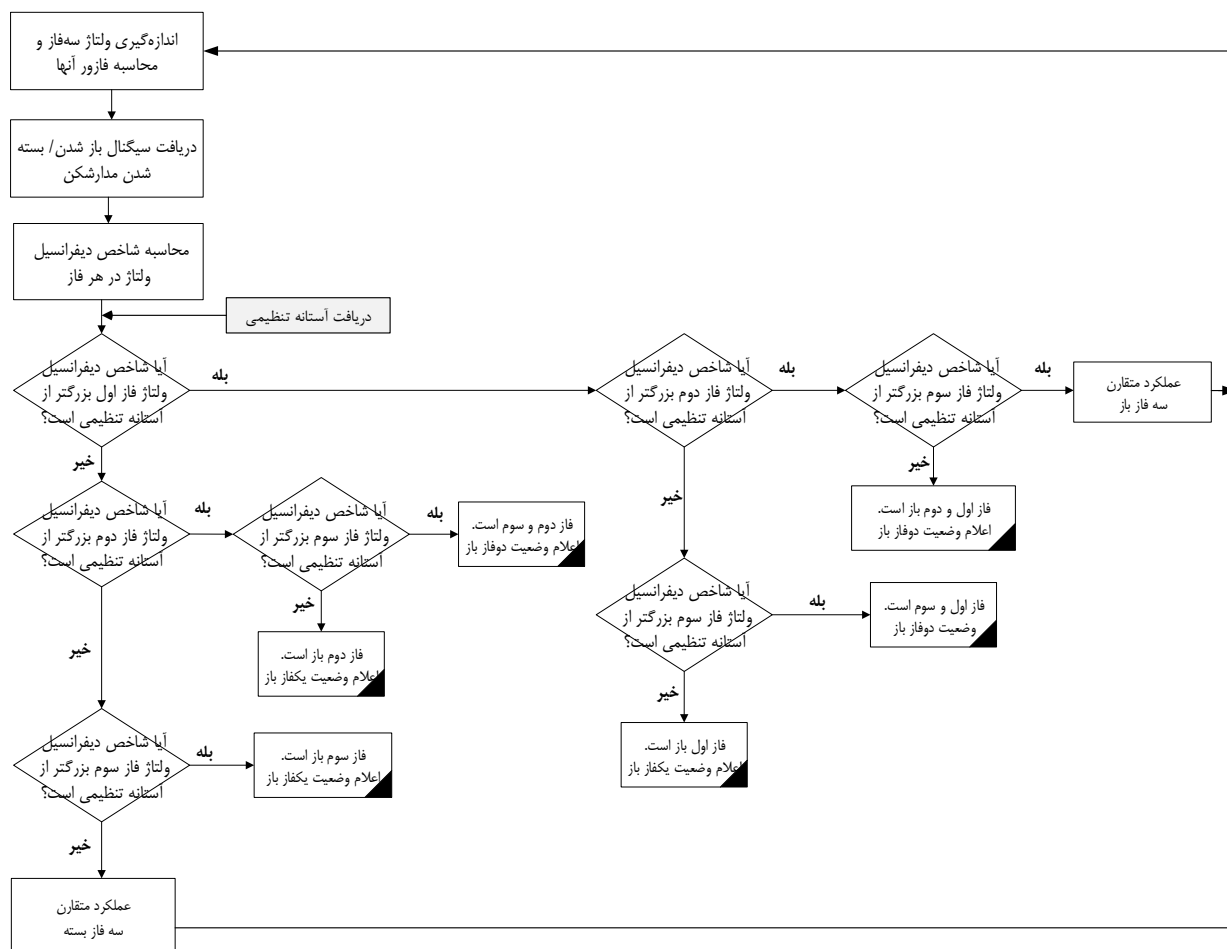 اندازه‌گیری ولتاژ سه‌فاز و
محاسبه فازور آنها
دریافت سیگنال باز شدن/ بسته
شدن مدارشکن
محاسبه شاخص دیفرانسیل
ولتاژ در هر فاز
دریافت آستانه تنظیمی
آیا شاخص دیفرانسیل
ولتاژ فاز اول بزرگتر از
آستانه تنظیمی است؟
بله
آیا شاخص دیفرانسیل
ولتاژ فاز دوم بزرگتر از
آستانه تنظیمی است؟
بله
آیا شاخص دیفرانسیل
ولتاژ فاز سوم بزرگتر از
آستانه تنظیمی است؟
بله
عملکرد متقارن
سه فاز باز
خیر
خیر
خیر
فاز اول و دوم باز است.
اعلام وضعیت دوفاز باز
آیا شاخص دیفرانسیل
ولتاژ فاز دوم بزرگتر از
آستانه تنظیمی است؟
بله
آیا شاخص دیفرانسیل
ولتاژ فاز سوم بزرگتر از
آستانه تنظیمی است؟
بله
فاز دوم و سوم است.
اعلام وضعیت دوفاز باز
آیا شاخص دیفرانسیل
ولتاژ فاز سوم بزرگتر از
آستانه تنظیمی است؟
بله
فاز اول و سوم است.
وضعیت دوفاز باز
خیر
خیر
فاز دوم باز است.
اعلام وضعیت یکفاز باز
خیر
فاز اول باز است.
اعلام وضعیت یکفاز باز
آیا شاخص دیفرانسیل
ولتاژ فاز سوم بزرگتر از
آستانه تنظیمی است؟
بله
فاز سوم باز است.
اعلام وضعیت یکفاز باز
خیر
عملکرد متقارن
سه فاز بسته